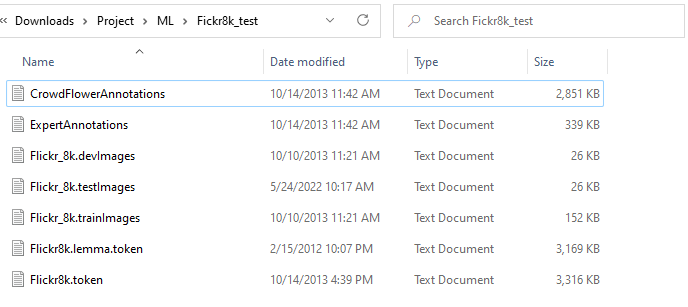 « Downloads > Project > ML > Fickr8k_test
Search Fickr8k_test
Name Date modified Type Size
CrowdFlowerAnnotations 10/14/2013 11:42 AM Text Document 2,851 KB
ExpertAnnotations 10/14/2013 11:42 AM Text Document 339 KB
Flickr_8k.devImages 10/10/2013 11:21 AM Text Document 26 KB
Flickr_8k.testImages 5/24/2022 10:17 AM Text Document 26 KB
Flickr_8k.trainImages 10/10/2013 11:21 AM Text Document 152 KB
Flickr8k.lemma.token 2/15/2012 10:07 PM Text Document 3,169 KB
Flickr8k.token 10/14/2013 4:39 PM Text Document 3,316 KB